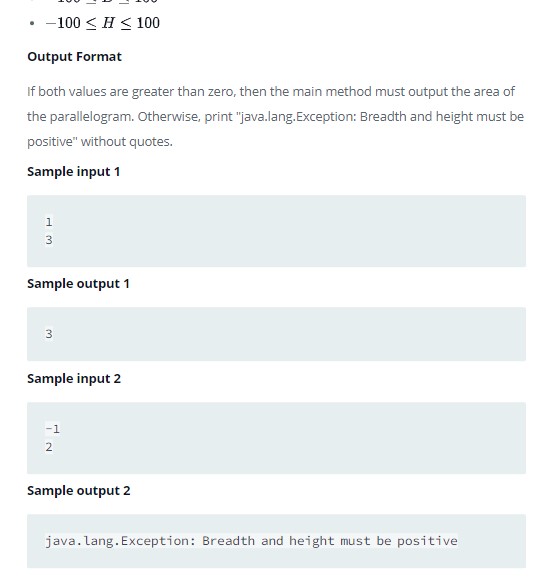 −100 ≤ H ≤ 100
Output Format
If both values are greater than zero, then the main method must output the area of
the parallelogram. Otherwise, print "java.lang.Exception: Breadth and height must be
positive" without quotes.
Sample input 1
1
3
Sample output 1
3
Sample input 2
-1
2
Sample output 2
java.lang.Exception: Breadth and height must be positive